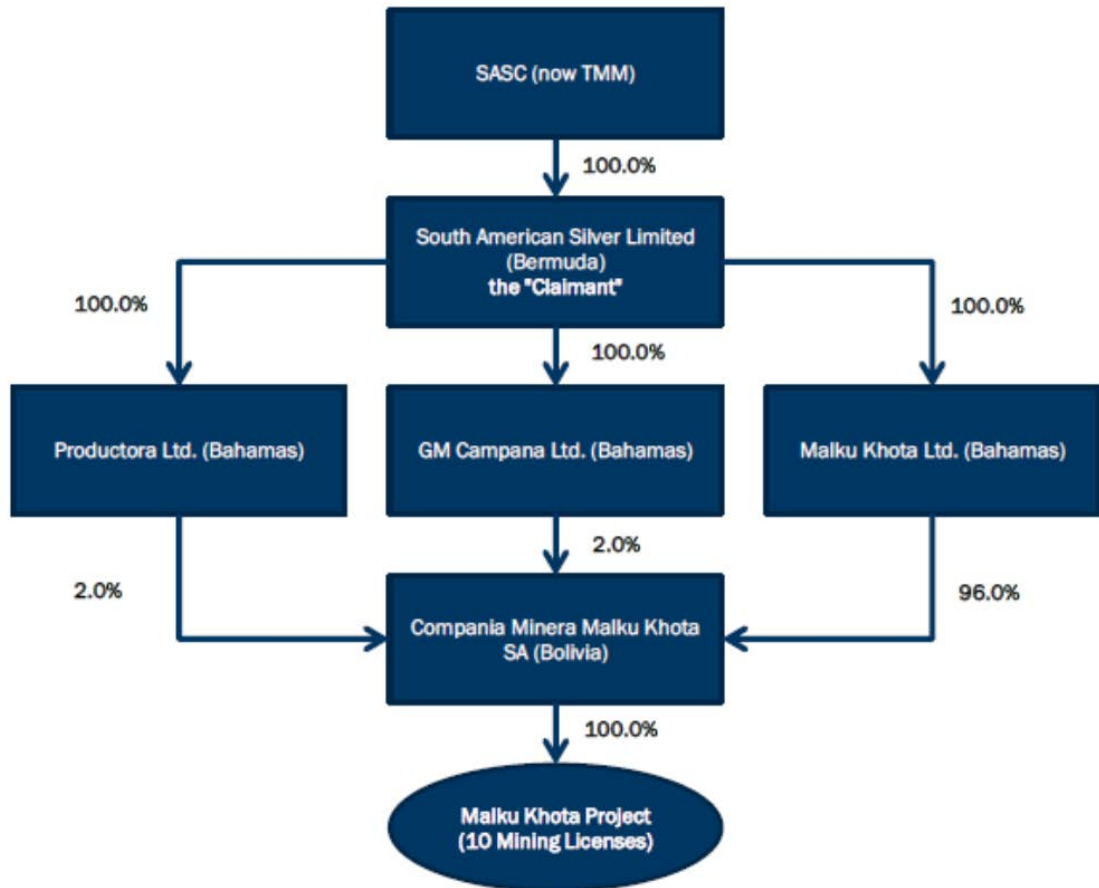 SASC (now TMM)
100.0%
South American Silver Limited
(Bermuda)
the "Claimant"
100.0%
100.0%
100.0%
Productora Ltd. (Bahamas)
GM Campana Ltd. (Bahamas)
Malku Khota Ltd. (Bahamas)
2.0%
2.0%
96.0%
Compania Minera Malku Khota
SA (Bolivia)
100.0%
Malku Khota Project
(10 Mining Licenses)